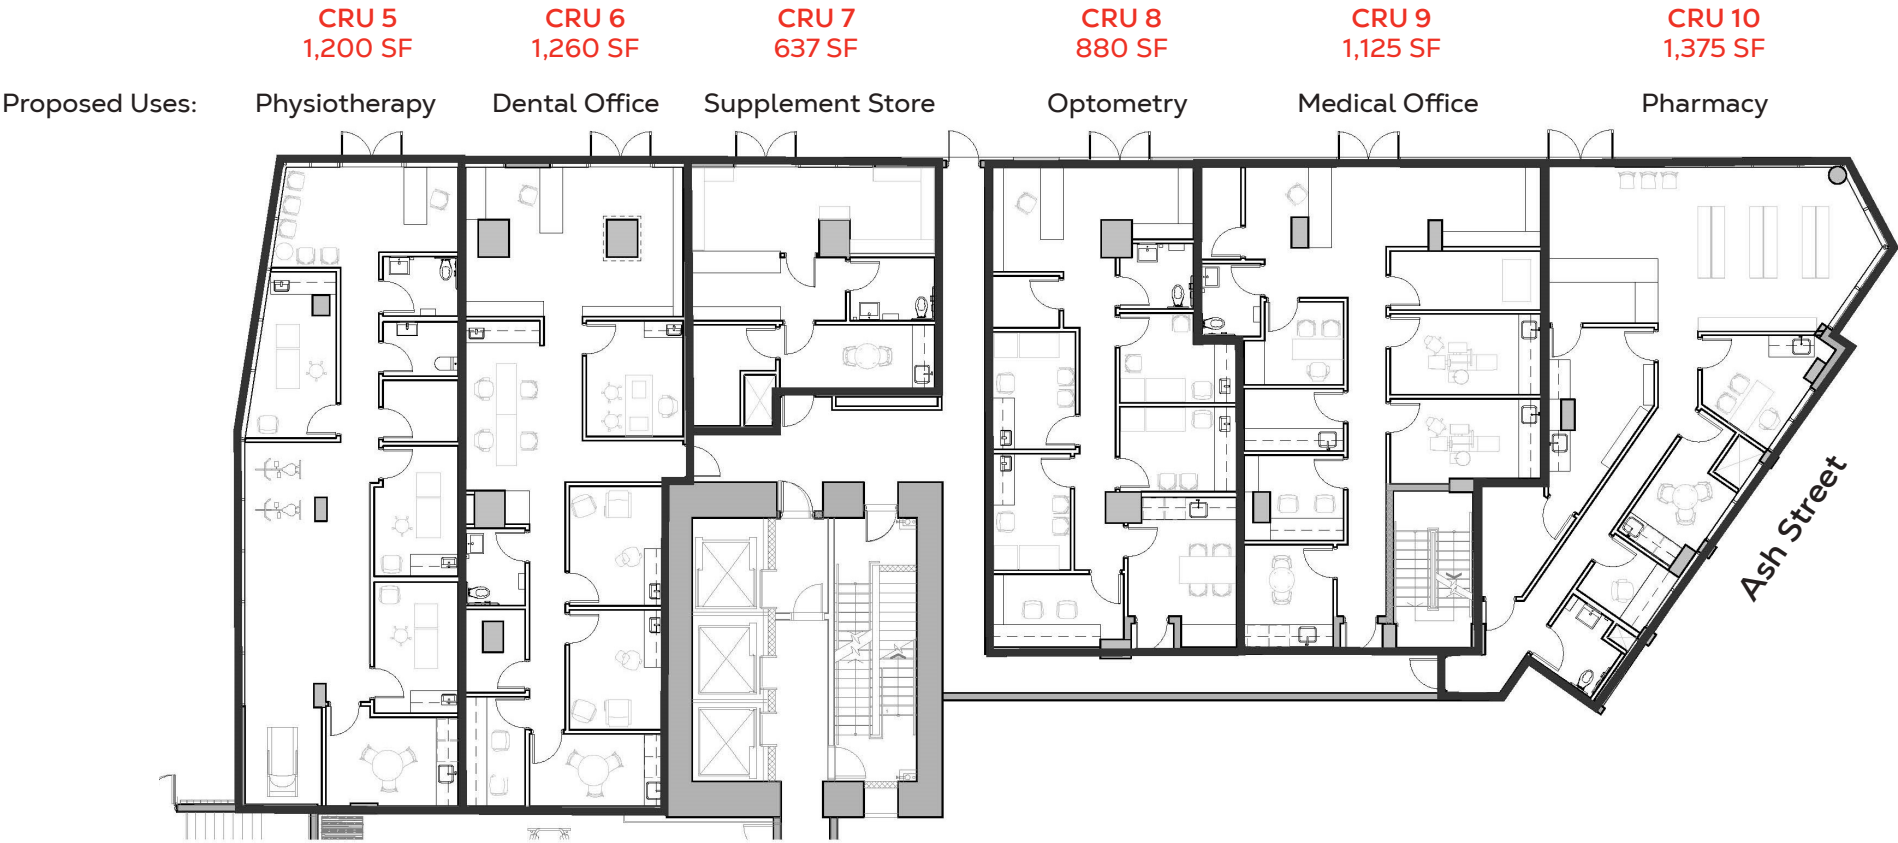 CRU 5
1,200 SF
CRU 6
1,260 SF
CRU 7
637 SF
CRU 8
880 SF
CRU 9
1,125 SF
CRU 10
1,375 SF
Proposed Uses:
Physiotherapy
Dental Office
Supplement Store
Optometry
Medical Office
Pharmacy
Ash Street